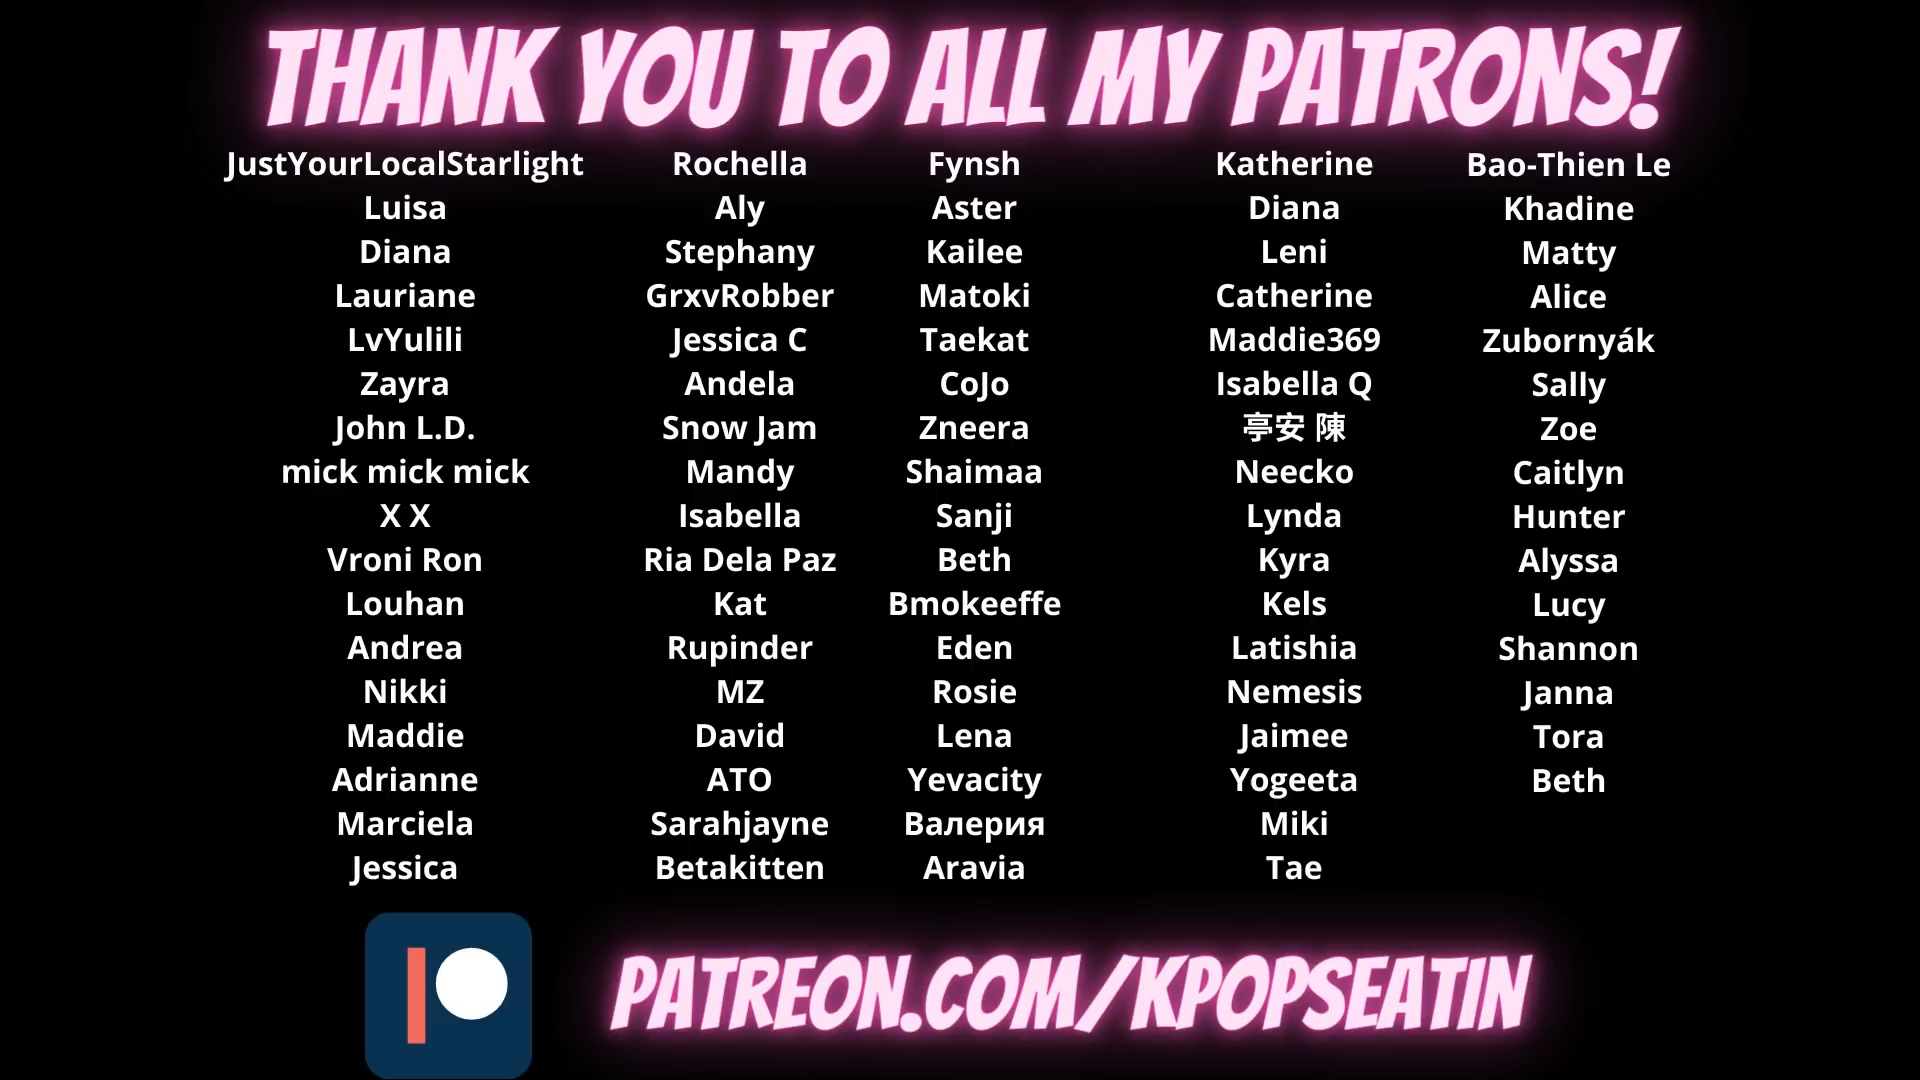 THANK YOU TO ALL MY PATRONS!
JustYourLocalStarlight
Luisa
Diana
Lauriane
LvYulili
Zayra
John L.D.
mick mick mick
X X
Vroni Ron
Louhan
Andrea
Nikki
Maddie
Adrianne
Marciela
Jessica
Rochella
Aly
Stephany
GrxvRobber
Jessica C
Andela
Snow Jam
Mandy
Isabella
Ria Dela Paz
Kat
Rupinder
MZ
David
ATO
Sarahjayne
Betakitten
Fynsh
Aster
Kailee
Matoki
Taekat
CoJo
Zneera
Shaimaa
Sanji
Beth
Bmokeeffe
Eden
Rosie
Lena
Yevacity
Валерия
Aravia
Katherine
Diana
Leni
Catherine
Maddie369
Isabella Q
亭安 陳
Neecko
Lynda
Kyra
Kels
Latishia
Nemesis
Jaimee
Yogeeta
Miki
Tae
Bao-Thien Le
Khadine
Matty
Alice
Zubornyák
Sally
Zoe
Caitlyn
Hunter
Alyssa
Lucy
Shannon
Janna
Tora
Beth
PATREON.COM/KPOPSEATIN